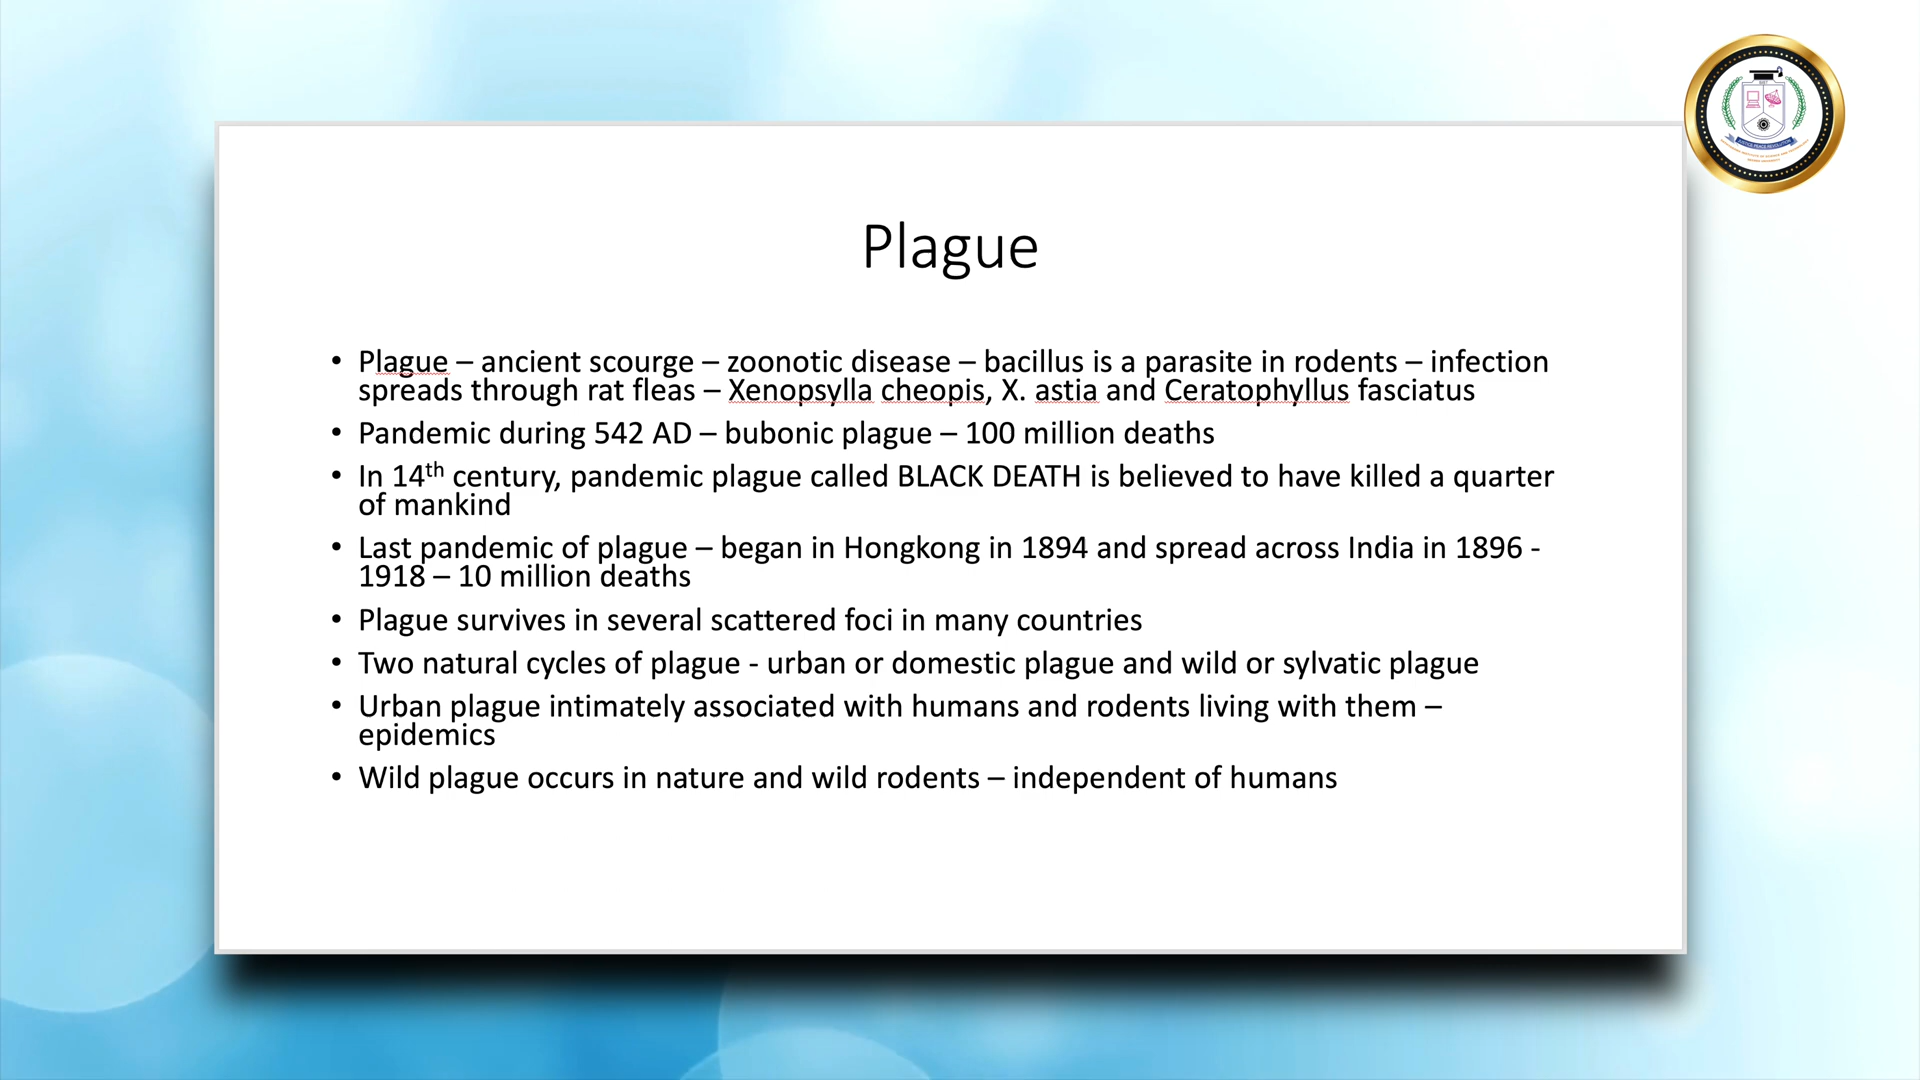 Plague
• Plague – ancient scourge – zoonotic disease – bacillus is a parasite in rodents – infection
spreads through rat fleas – Xenopsylla cheopis, X. astia and Ceratophyllus fasciatus
• Pandemic during 542 AD – bubonic plague – 100 million deaths
• In 14th century, pandemic plague called BLACK DEATH is believed to have killed a quarter
of mankind
• Last pandemic of plague – began in Hongkong in 1894 and spread across India in 1896 -
1918 – 10 million deaths
• Plague survives in several scattered foci in many countries
• Two natural cycles of plague - urban or domestic plague and wild or sylvatic plague
• Urban plague intimately associated with humans and rodents living with them –
epidemics
• Wild plague occurs in nature and wild rodents – independent of humans